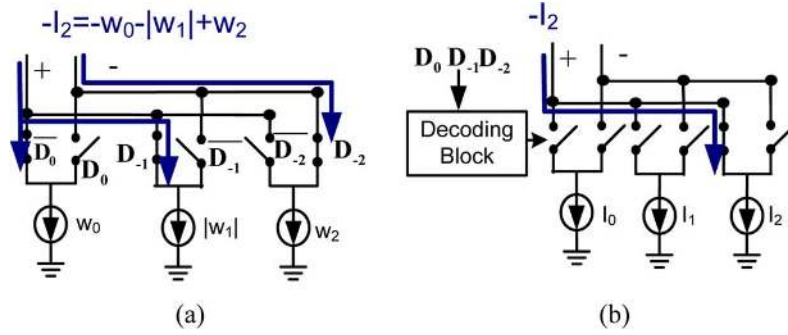 -I₂=-w₀-|w₁|+w₂
+ -
D̅₀ D₀ D₋₁ D̅₋₁ D̅₋₂ D₋₂
w₀ |w₁| w₂
(a)
-I₂
D₀ D₋₁D₋₂
+ -
Decoding
Block
I₀ I₁ I₂
(b)